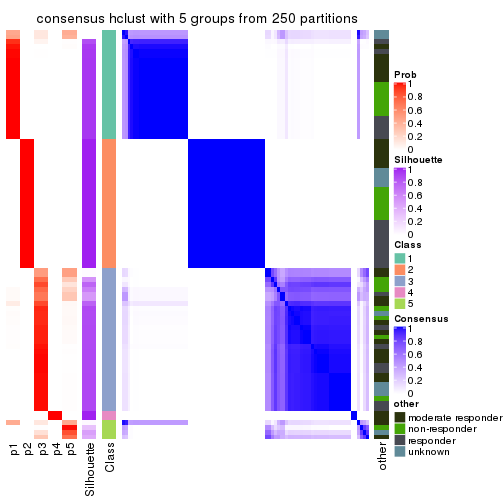 consensus hclust with 5 groups from 250 partitions
Prob
1
0.8
0.6
0.4
0.2
0
Silhouette
1
0.8
0.6
0.4
0.2
0
Class
1
2
3
4
5
Consensus
1
0.8
0.6
0.4
0.2
0
other
moderate responder
non-responder
responder
unknown
p1
p2
p3
p4
p5
Silhouette
Class
other